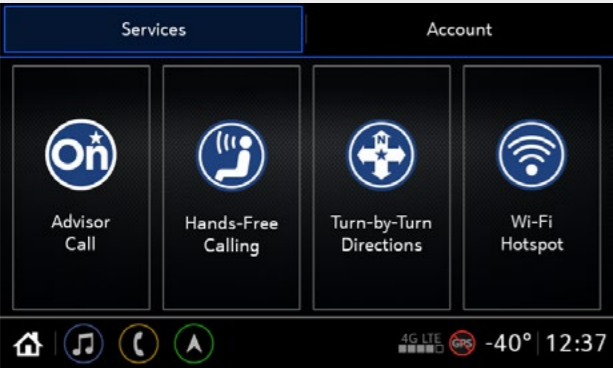 Services
Account
On
Advisor
Call
Hands-Free
Calling
N
Turn-by-Turn
Directions
Wi-Fi
Hotspot
4G LTE
GPS
-40°
12:37